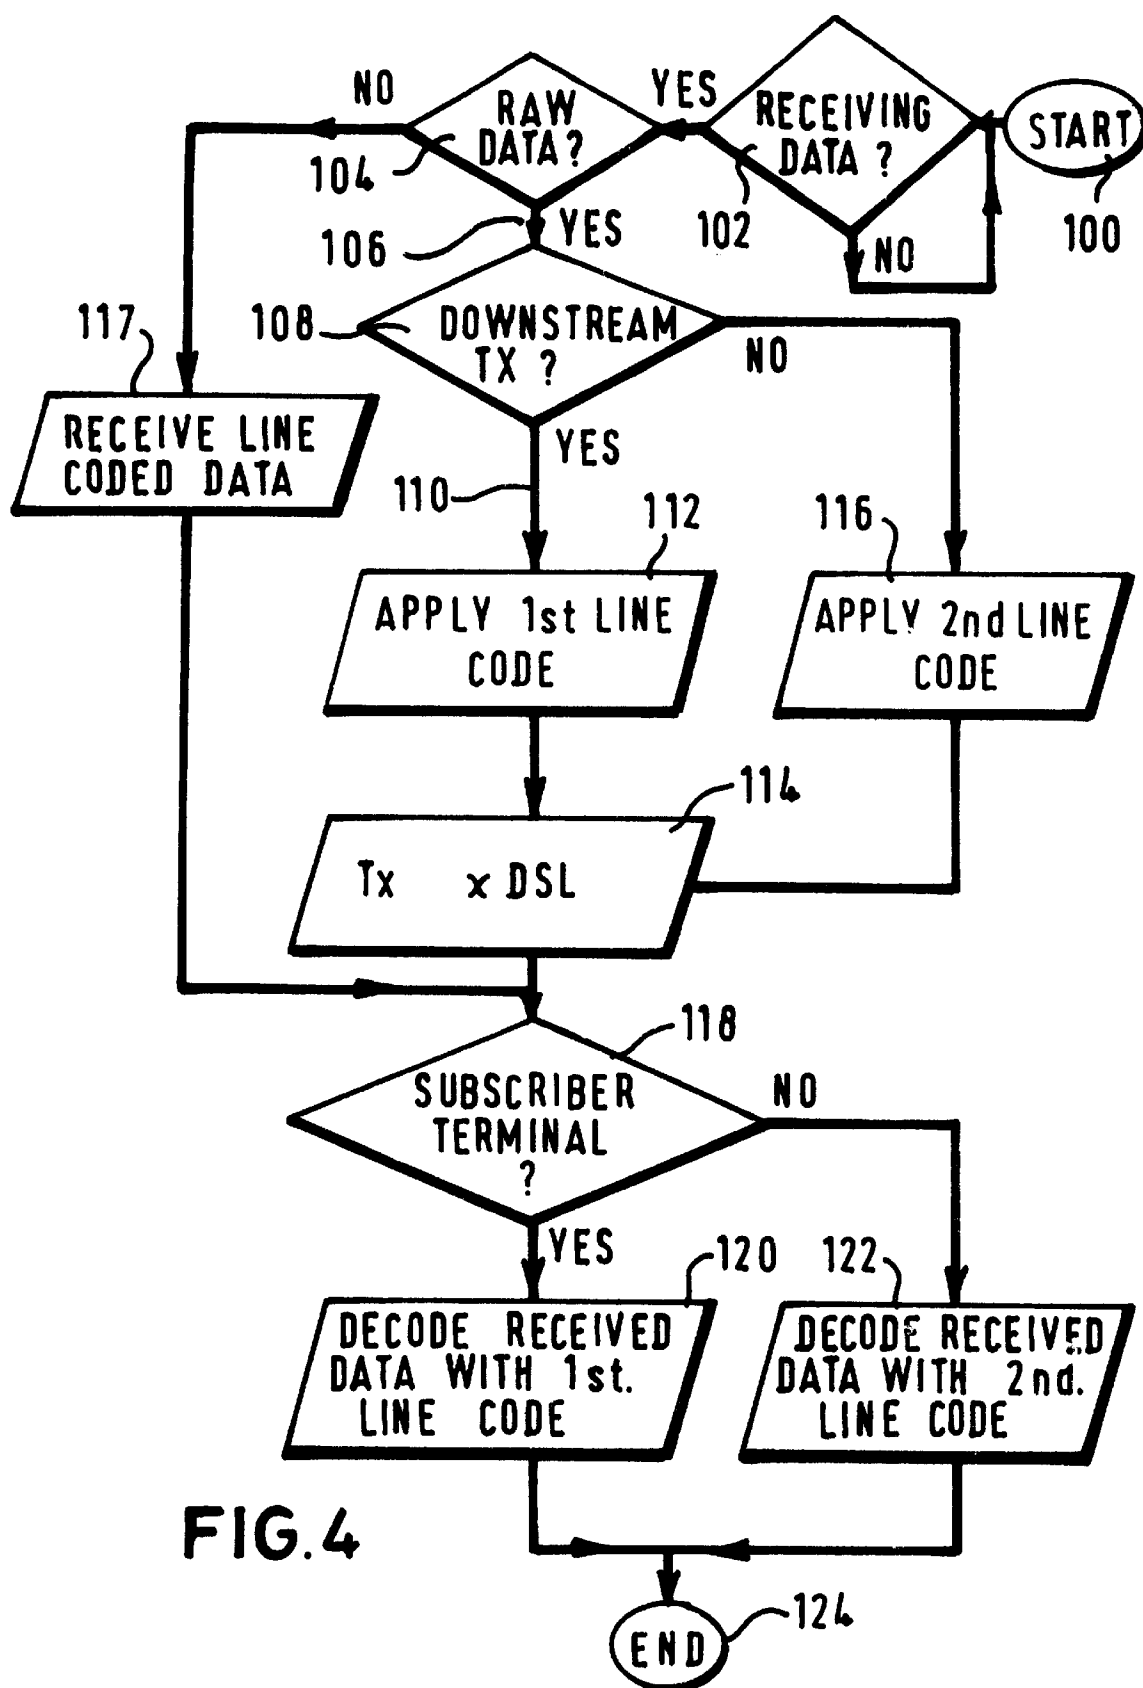 START
100
RECEIVING
DATA ?
102
YES
NO
RAW
DATA?
104
NO
106
YES
108
DOWNSTREAM
TX ?
NO
YES
110
117
RECEIVE LINE
CODED DATA
112
APPLY 1st LINE
CODE
116
APPLY 2nd LINE
CODE
114
Tx x DSL
118
SUBSCRIBER
TERMINAL
?
NO
YES
120
DECODE RECEIVED
DATA WITH 1st.
LINE CODE
122
DECODE RECEIVED
DATA WITH 2nd.
LINE CODE
FIG.4
124
END